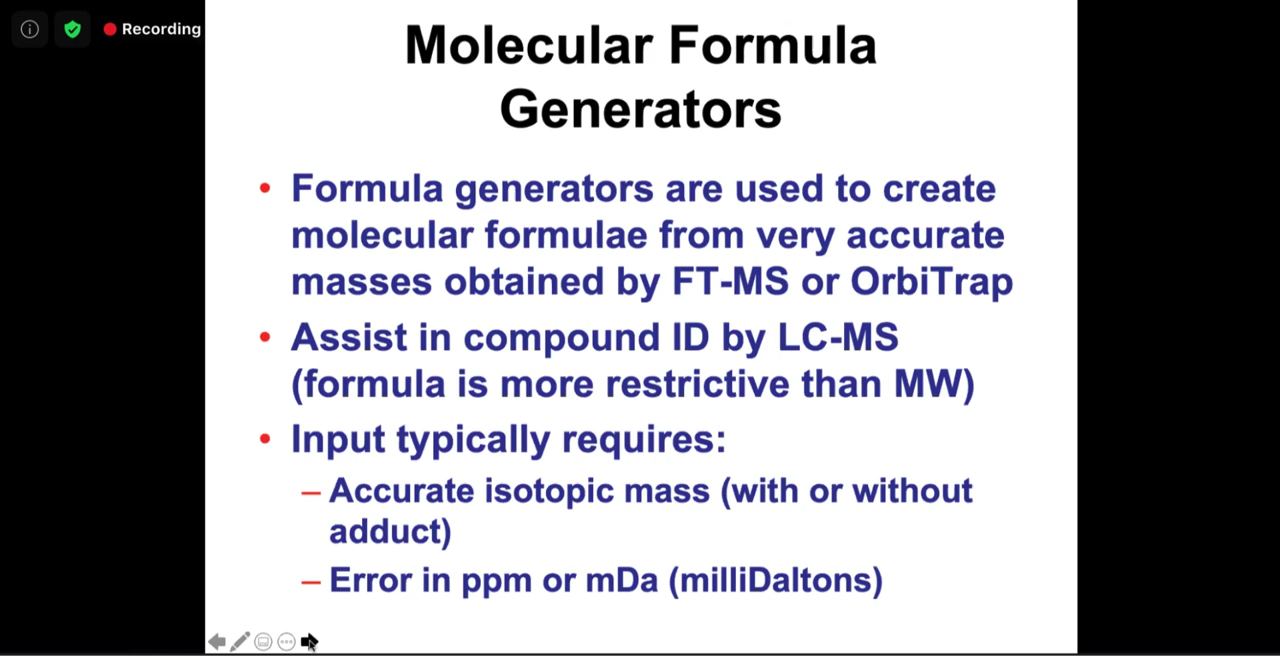 Recording
Molecular Formula
Generators
• Formula generators are used to create
molecular formulae from very accurate
masses obtained by FT-MS or OrbiTrap
• Assist in compound ID by LC-MS
(formula is more restrictive than MW)
• Input typically requires:
– Accurate isotopic mass (with or without
adduct)
– Error in ppm or mDa (milliDaltons)